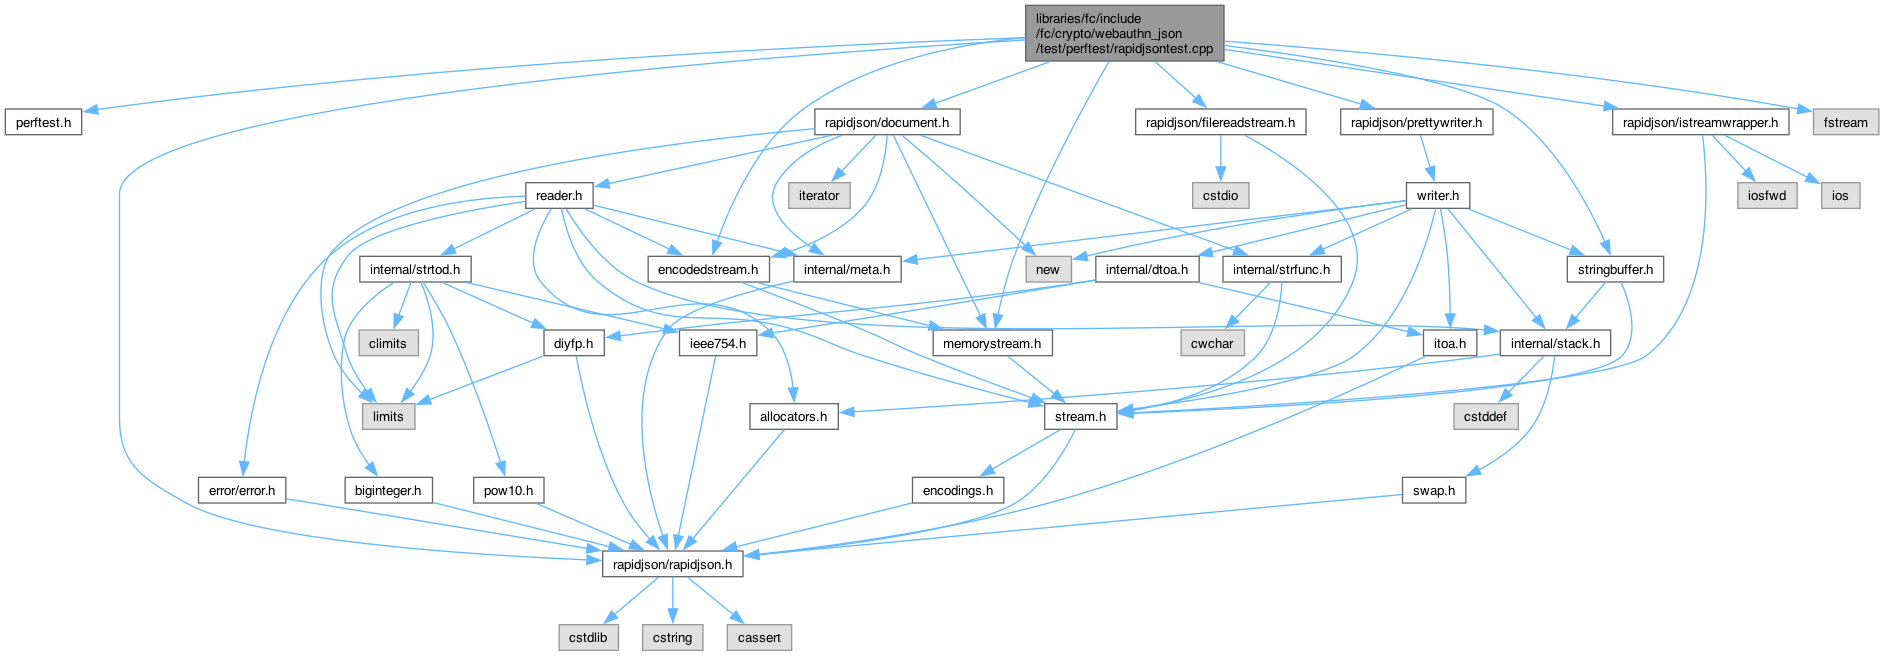 libraries/fc/include
/fc/crypto/webauthn_json
/test/perftest/rapidjsontest.cpp
perftest.h
rapidjson/document.h
rapidjson/filereadstream.h
rapidjson/prettywriter.h
rapidjson/istreamwrapper.h
fstream
reader.h
iterator
cstdio
writer.h
iosfwd
ios
internal/strtod.h
encodedstream.h
internal/meta.h
new
internal/dtoa.h
internal/strfunc.h
stringbuffer.h
climits
diyfp.h
ieee754.h
memorystream.h
cwchar
itoa.h
internal/stack.h
limits
allocators.h
stream.h
cstddef
error/error.h
biginteger.h
pow10.h
encodings.h
swap.h
rapidjson/rapidjson.h
cstdlib
cstring
cassert